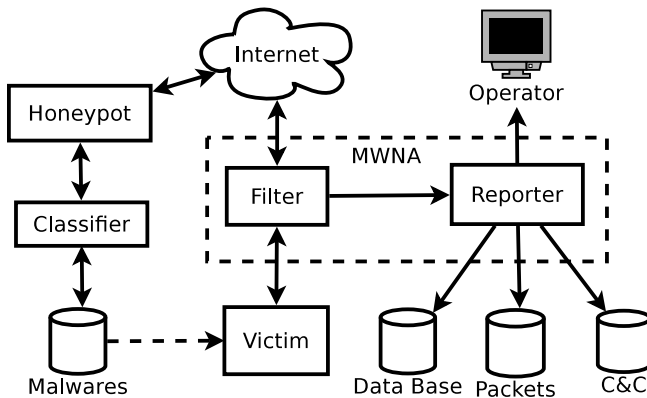 Internet
Operator
Honeypot
MWNA
Filter
Reporter
Classifier
Victim
Malwares
Data Base
Packets
C&C